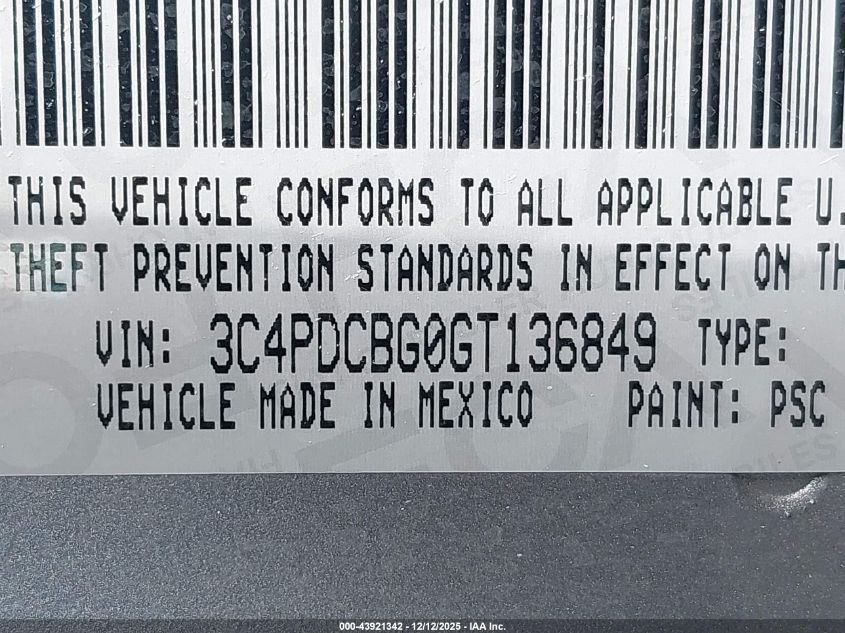 THIS VEHICLE CONFORMS TO ALL APPLICABLE U.
THEFT PREVENTION STANDARDS IN EFFECT ON TH
VIN: 3C4PDCBG0GT136849 TYPE:
VEHICLE MADE IN MEXICO PAINT: PSC
000-43921342 - 12/12/2025 - IAA Inc.